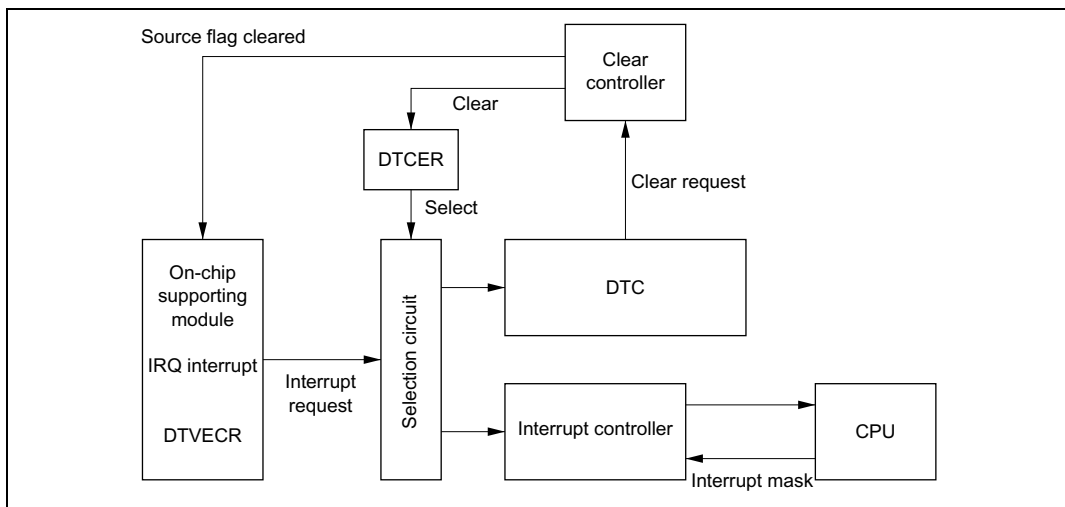 Source flag cleared
Clear
controller
Clear
DTCER
Clear request
Select
On-chip
supporting
module
IRQ interrupt
DTVECR
Interrupt
request
Selection circuit
DTC
Interrupt controller
CPU
Interrupt mask